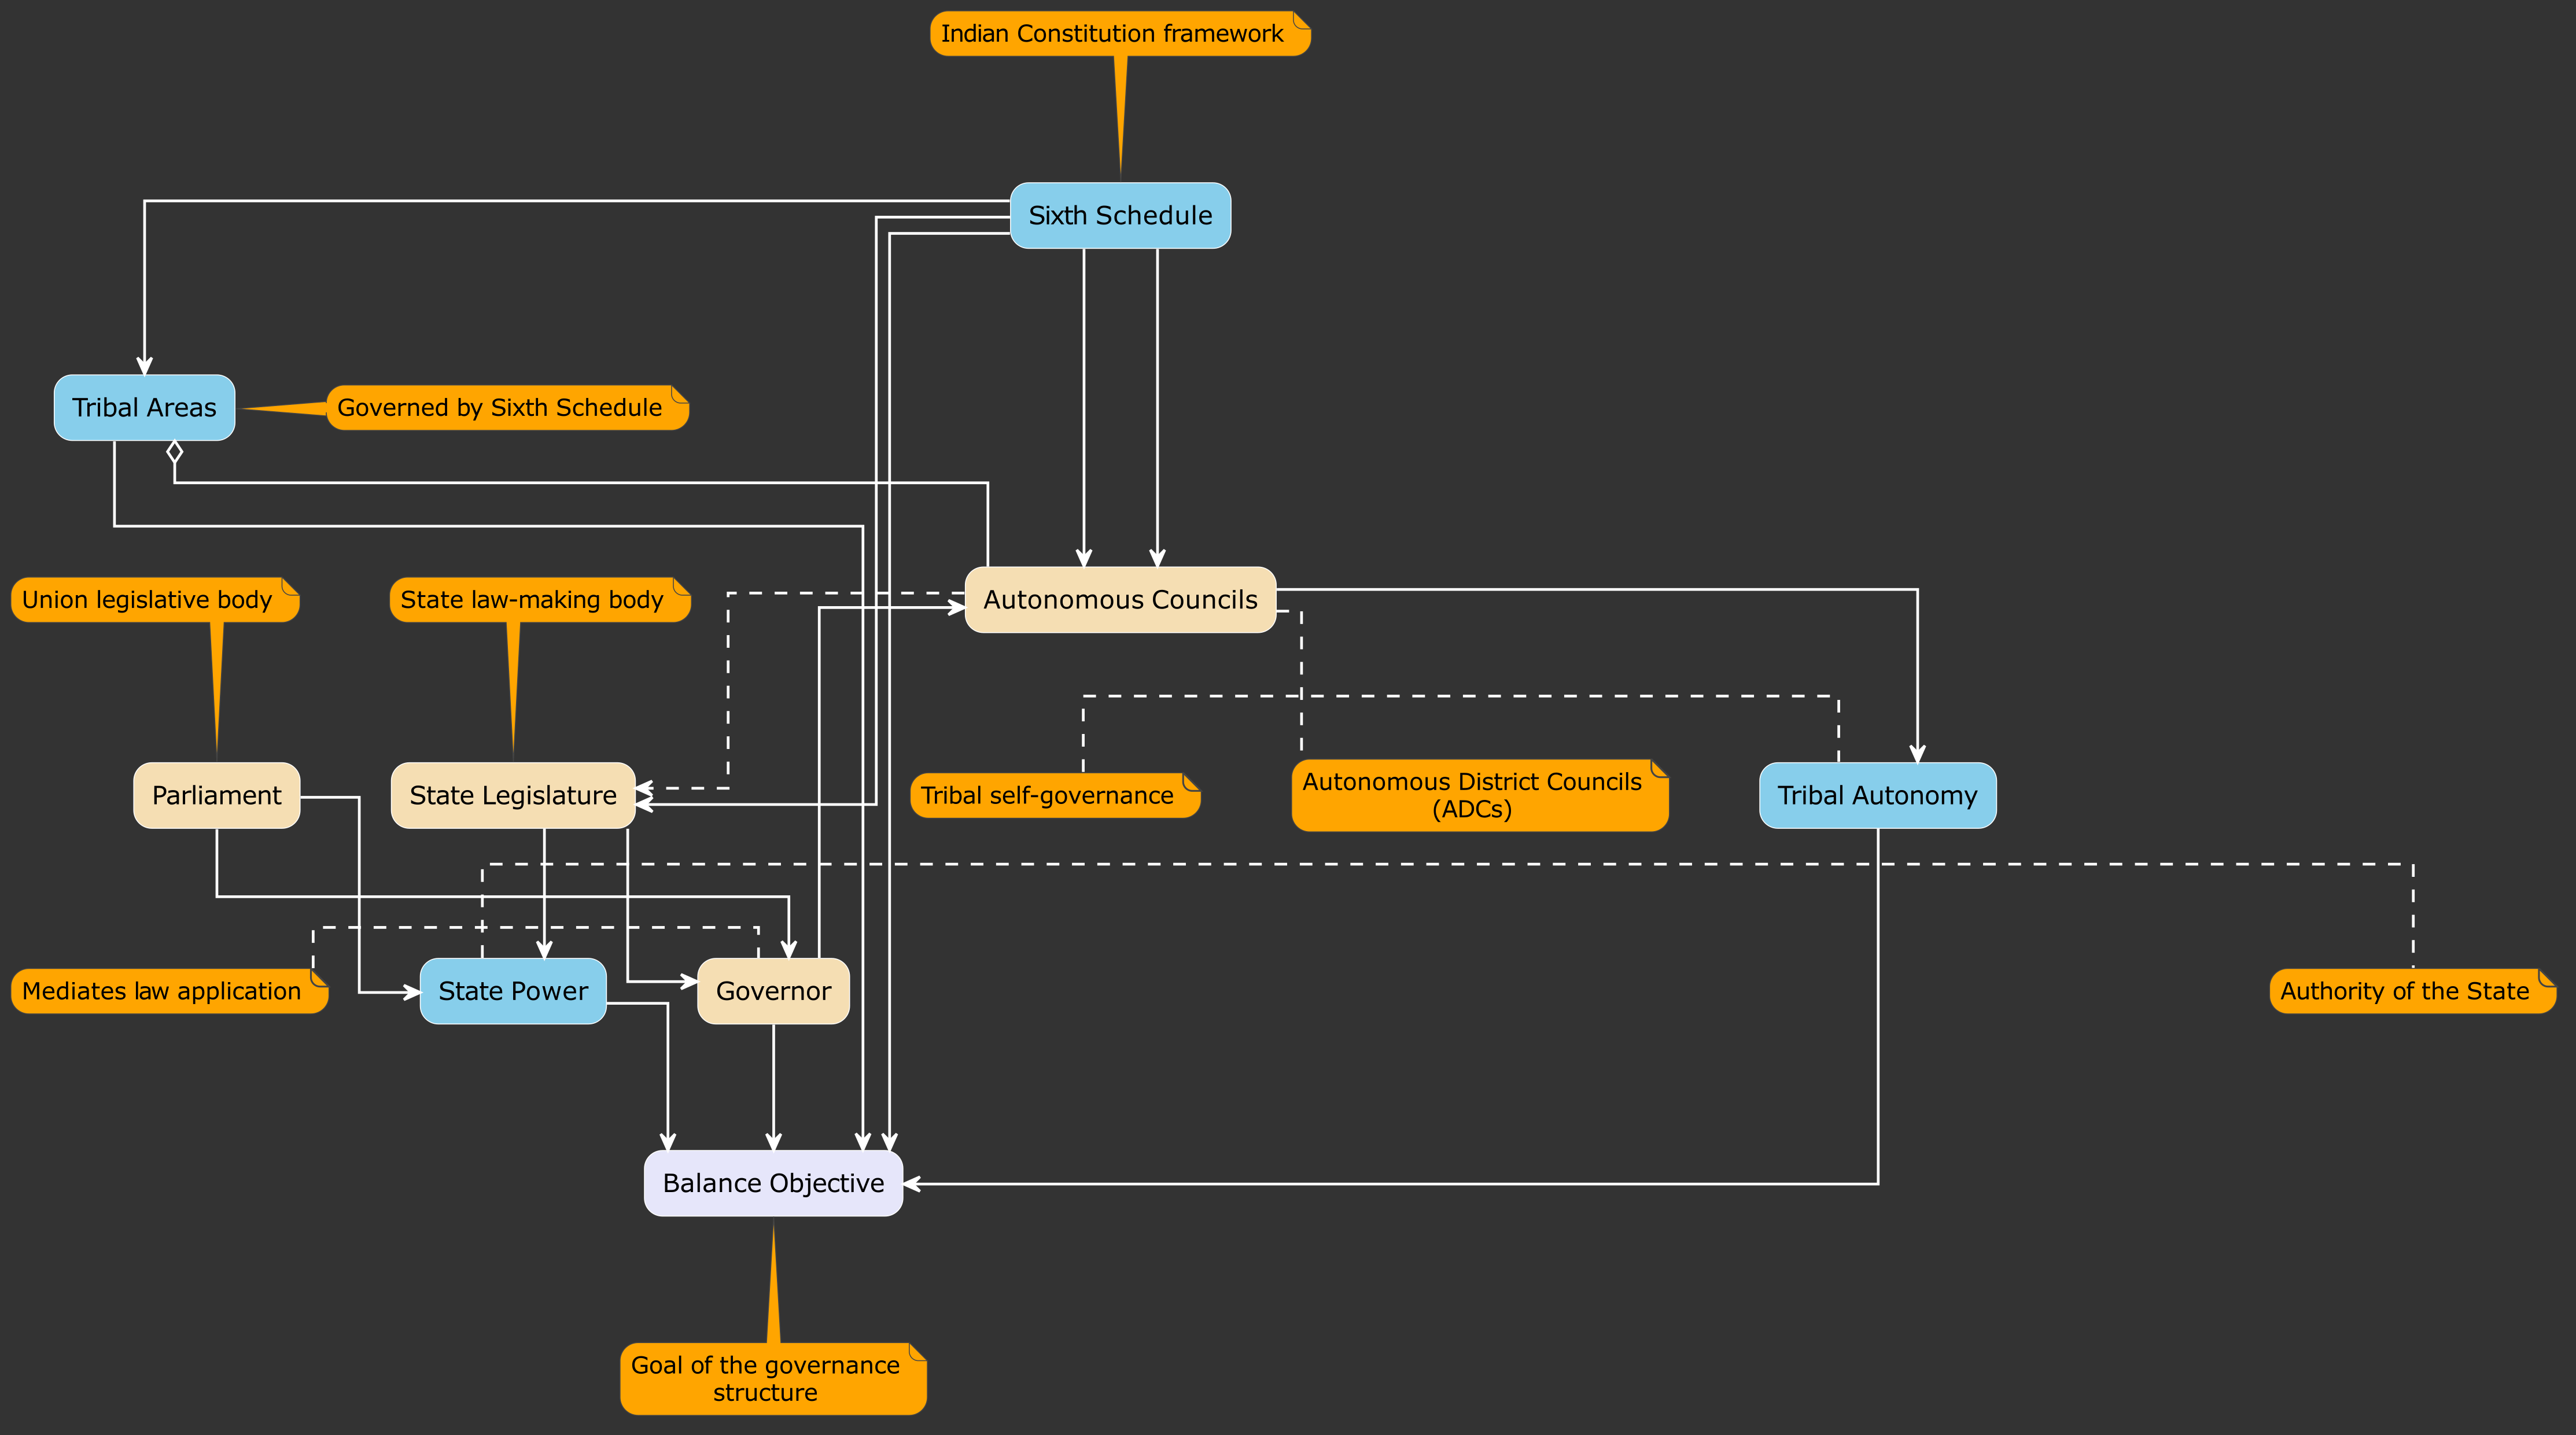 Indian Constitution framework
Sixth Schedule
Tribal Areas
Governed by Sixth Schedule
Union legislative body
State law-making body
Autonomous Councils
Parliament
State Legislature
Tribal self-governance
Autonomous District Councils
(ADCs)
Tribal Autonomy
Mediates law application
State Power
Governor
Authority of the State
Balance Objective
Goal of the governance
structure